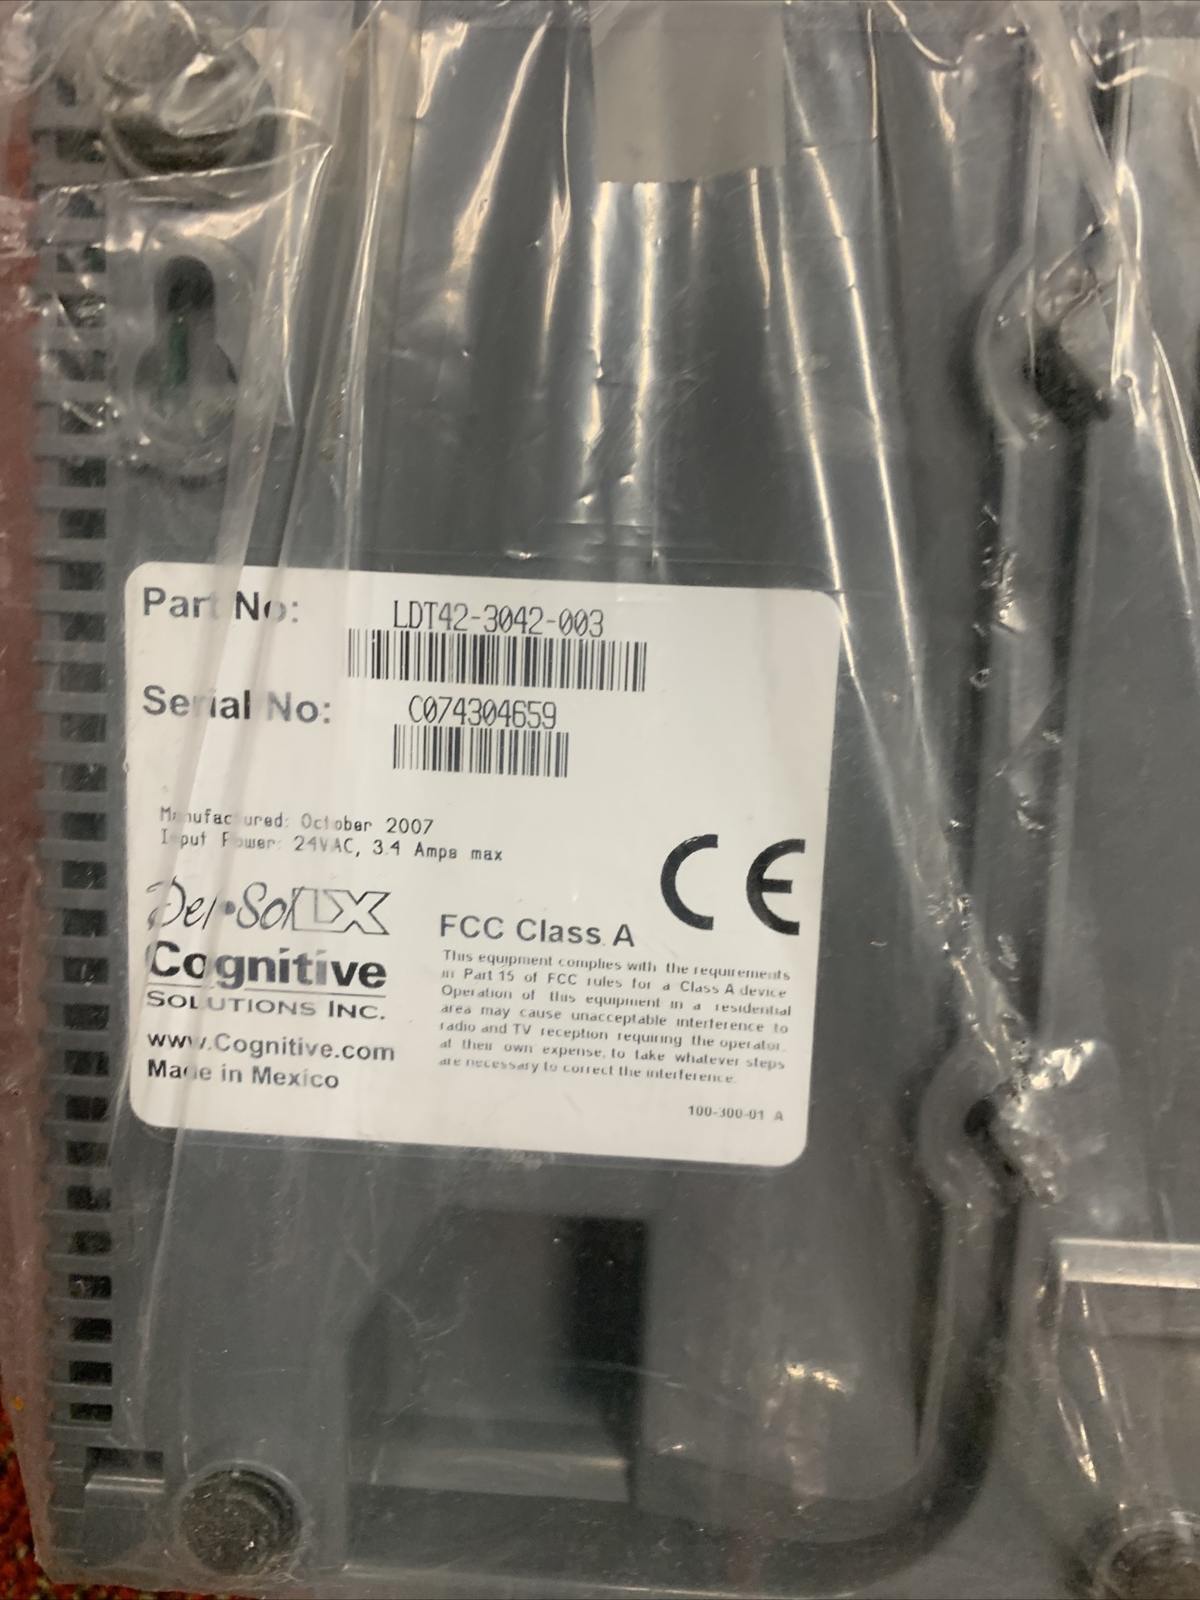 Part No: LDT42-3042-003
Serial No: C074304659
Manufactured: October 2007
Input Power: 24VAC, 3.4 Amps max
CE
Del•Sol LX
Cognitive
SOLUTIONS INC.
www.Cognitive.com
Made in Mexico
FCC Class A
This equipment complies with the requirements
in Part 15 of FCC rules for a Class A device
Operation of this equipment in a residential
area may cause unacceptable interference to
radio and TV reception requiring the operator,
at their own expense, to take whatever steps
are necessary to correct the interference.
100-300-01 A